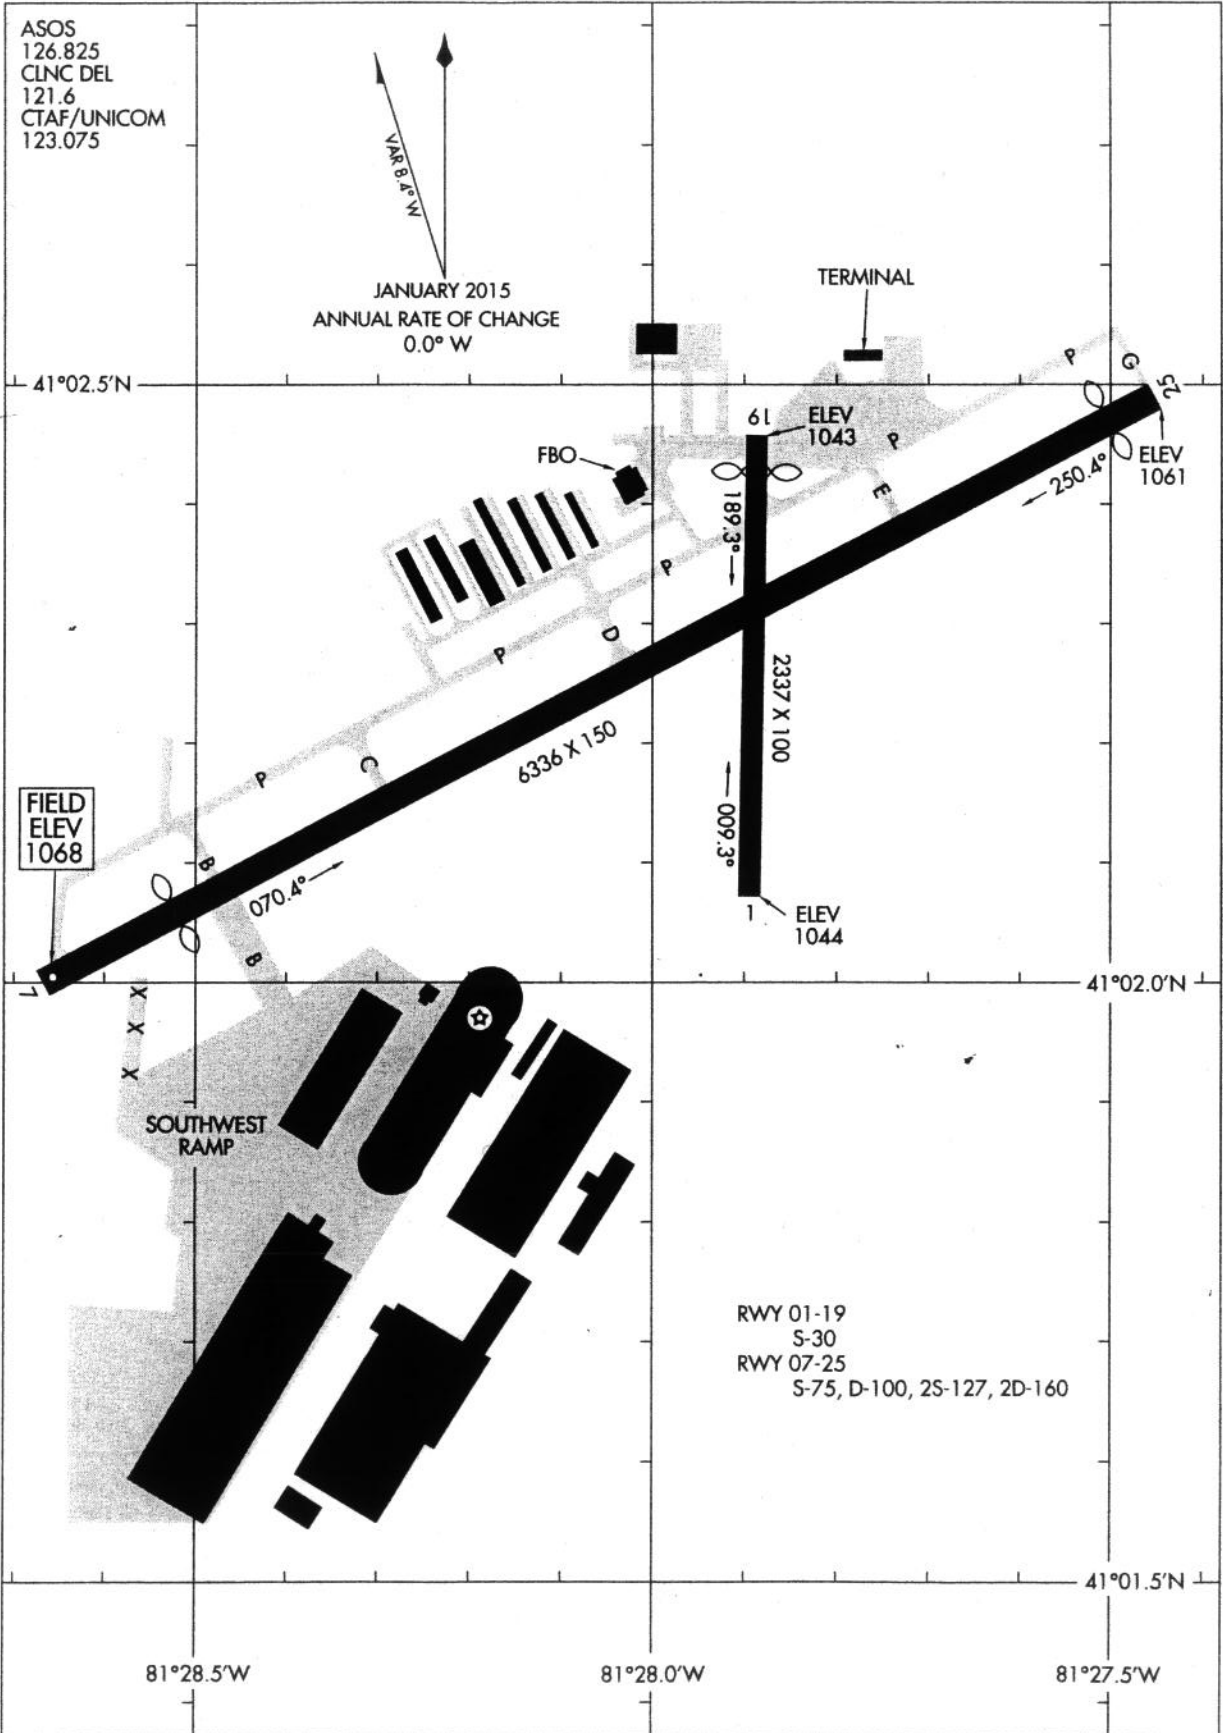 ASOS
126.825
CLNC DEL
121.6
CTAF/UNICOM
123.075
VAR 8.4° W
JANUARY 2015
ANNUAL RATE OF CHANGE
0.0° W
TERMINAL
41°02.5'N
P
G
25
19
ELEV
1043
P
FBO
ELEV
1061
250.4°
E
189.3°
P
D
P
2337 X 100
6336 X 150
C
P
FIELD
ELEV
1068
009.3°
B
070.4°
1
ELEV
1044
B
7
41°02.0'N
X
X
X
SOUTHWEST
RAMP
RWY 01-19
S-30
RWY 07-25
S-75, D-100, 2S-127, 2D-160
41°01.5'N
81°28.5'W
81°28.0'W
81°27.5'W